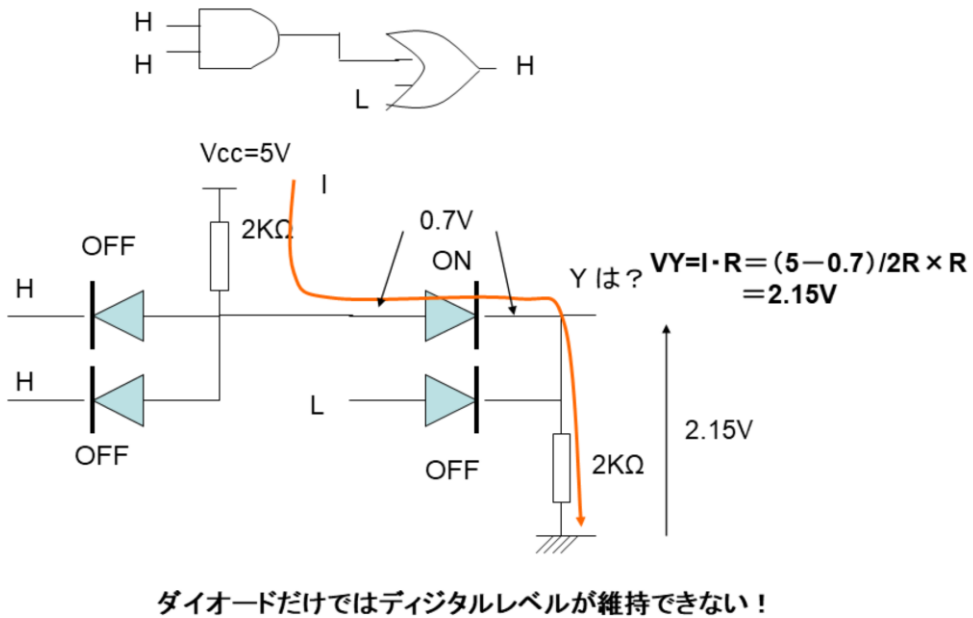 H
H
H
L
Vcc=5V
I
2KΩ
0.7V
OFF
ON
Y は？
VY=I・R＝（5－0.7）/2R×R
＝2.15V
H
H
L
2.15V
OFF
OFF
2KΩ
ダイオードだけではディジタルレベルが維持できない！